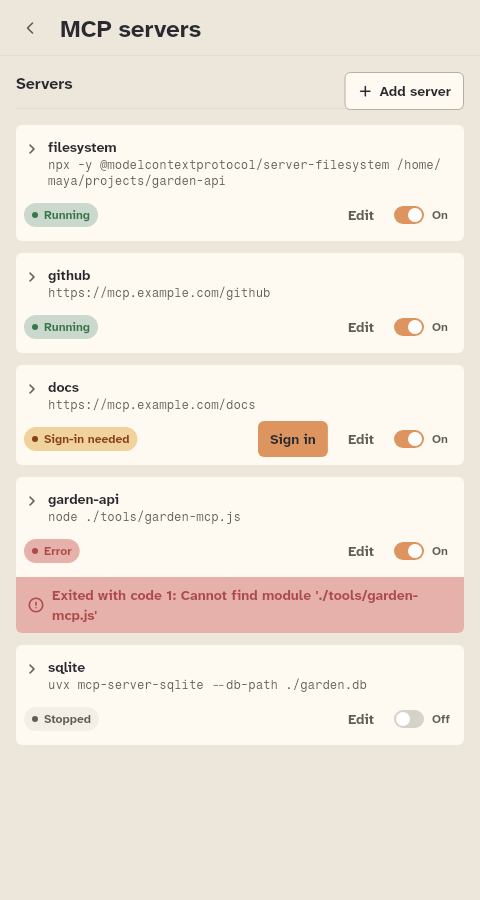 MCP servers
Servers
Add server
filesystem
npx -y @modelcontextprotocol/server-filesystem /home/
maya/projects/garden-api
Running
Edit
On
github
https://mcp.example.com/github
Running
Edit
On
docs
https://mcp.example.com/docs
Sign-in needed
Sign in
Edit
On
garden-api
node ./tools/garden-mcp.js
Error
Edit
On
Exited with code 1: Cannot find module './tools/garden-
mcp.js'
sqlite
uvx mcp-server-sqlite --db-path ./garden.db
Stopped
Edit
Off